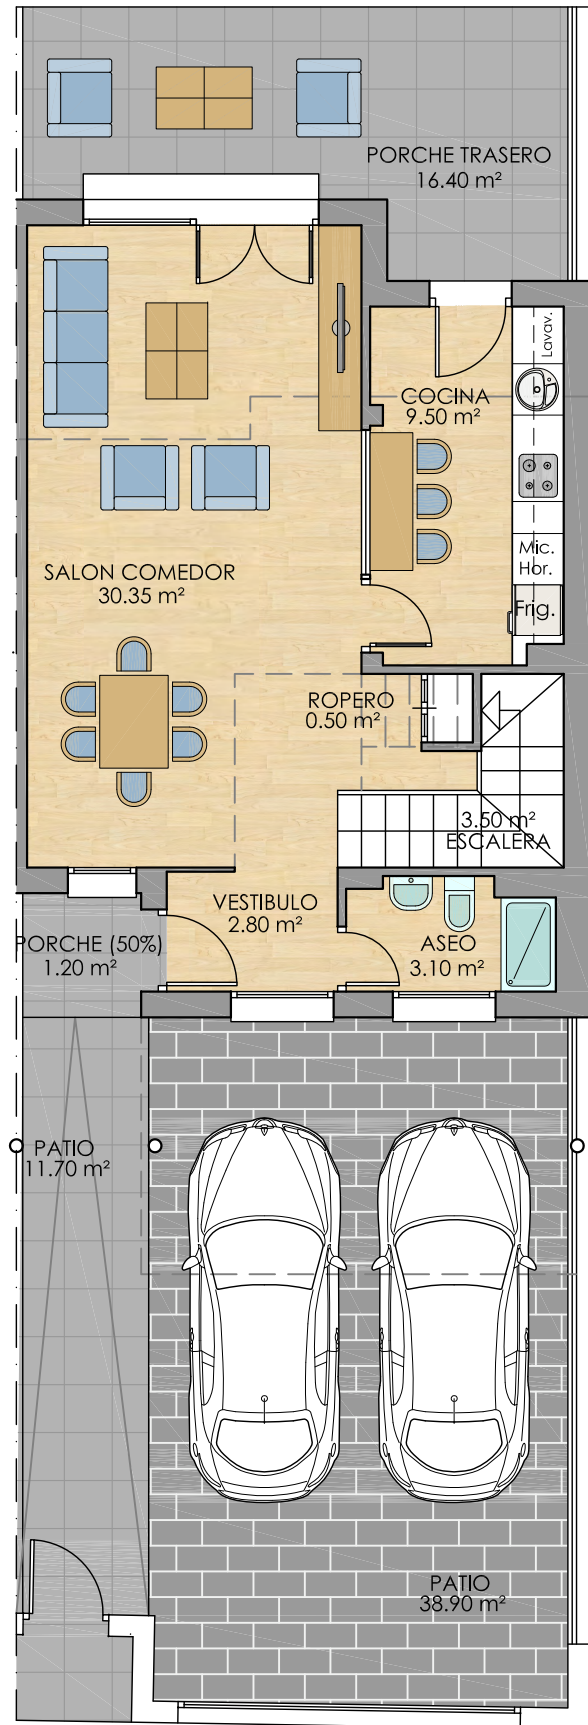 PORCHE TRASERO
16.40 m²
Lavav.
COCINA
9.50 m²
Mic.
Hor.
Frig.
SALON COMEDOR
30.35 m²
ROPERO
0.50 m²
3.50 m²
ESCALERA
VESTIBULO
2.80 m²
ASEO
3.10 m²
PORCHE (50%)
1.20 m²
PATIO
11.70 m²
PATIO
38.90 m²